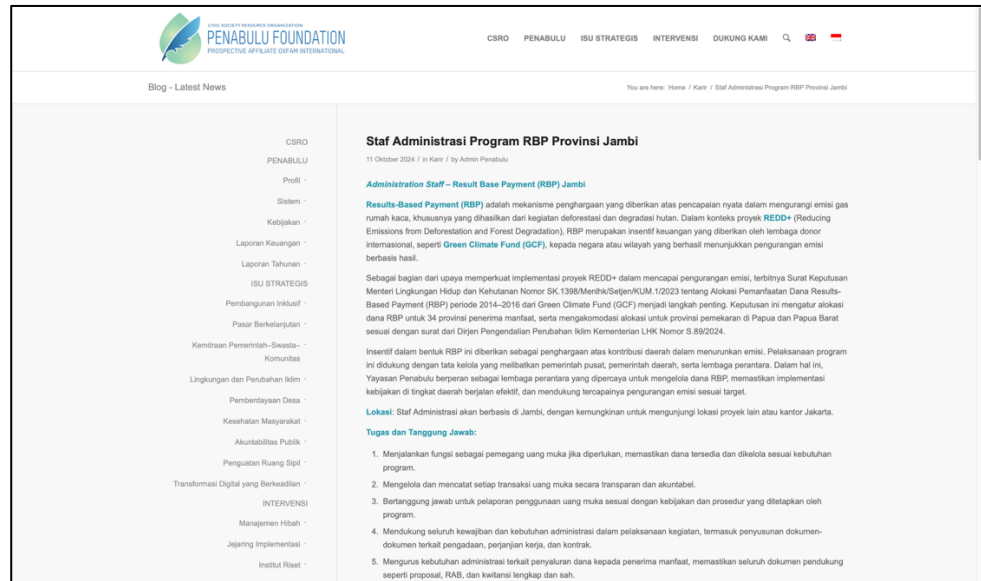 CIVIL SOCIETY RESOURCE ORGANIZATION
PENABULU FOUNDATION
PROSPECTIVE AFFILIATE OXFAM INTERNATIONAL
CSRO PENABULU ISU STRATEGIS INTERVENSI DUKUNG KAMI
Blog - Latest News
You are here: Home / Karir / Staf Administrasi Program RBP Provinsi Jambi
CSRO
PENABULU
Profil
Sistem
Kebijakan
Laporan Keuangan
Laporan Tahunan
ISU STRATEGIS
Pembangunan Inklusif
Pasar Berkelanjutan
Kemitraan Pemerintah–Swasta–
Komunitas
Lingkungan dan Perubahan Iklim
Pemberdayaan Desa
Kesehatan Masyarakat
Akuntabilitas Publik
Penguatan Ruang Sipil
Transformasi Digital yang Berkeadilan
INTERVENSI
Manajemen Hibah
Jejaring Implementasi
Institut Riset
Staf Administrasi Program RBP Provinsi Jambi
11 Oktober 2024 / in Karir / by Admin Penabulu
Administration Staff – Result Base Payment (RBP) Jambi
Results-Based Payment (RBP) adalah mekanisme penghargaan yang diberikan atas pencapaian nyata dalam mengurangi emisi gas
rumah kaca, khususnya yang dihasilkan dari kegiatan deforestasi dan degradasi hutan. Dalam konteks proyek REDD+ (Reducing
Emissions from Deforestation and Forest Degradation), RBP merupakan insentif keuangan yang diberikan oleh lembaga donor
internasional, seperti Green Climate Fund (GCF), kepada negara atau wilayah yang berhasil menunjukkan pengurangan emisi
berbasis hasil.
Sebagai bagian dari upaya memperkuat implementasi proyek REDD+ dalam mencapai pengurangan emisi, terbitnya Surat Keputusan
Menteri Lingkungan Hidup dan Kehutanan Nomor SK.1398/Menlhk/Setjen/KUM.1/2023 tentang Alokasi Pemanfaatan Dana Results-
Based Payment (RBP) periode 2014–2016 dari Green Climate Fund (GCF) menjadi langkah penting. Keputusan ini mengatur alokasi
dana RBP untuk 34 provinsi penerima manfaat, serta mengakomodasi alokasi untuk provinsi pemekaran di Papua dan Papua Barat
sesuai dengan surat dari Dirjen Pengendalian Perubahan Iklim Kementerian LHK Nomor S.89/2024.
Insentif dalam bentuk RBP ini diberikan sebagai penghargaan atas kontribusi daerah dalam menurunkan emisi. Pelaksanaan program
ini didukung dengan tata kelola yang melibatkan pemerintah pusat, pemerintah daerah, serta lembaga perantara. Dalam hal ini,
Yayasan Penabulu berperan sebagai lembaga perantara yang dipercaya untuk mengelola dana RBP, memastikan implementasi
kebijakan di tingkat daerah berjalan efektif, dan mendukung tercapainya pengurangan emisi sesuai target.
Lokasi: Staf Administrasi akan berbasis di Jambi, dengan kemungkinan untuk mengunjungi lokasi proyek lain atau kantor Jakarta.
Tugas dan Tanggung Jawab:
1. Menjalankan fungsi sebagai pemegang uang muka jika diperlukan, memastikan dana tersedia dan dikelola sesuai kebutuhan
program.
2. Mengelola dan mencatat setiap transaksi uang muka secara transparan dan akuntabel.
3. Bertanggung jawab untuk pelaporan penggunaan uang muka sesuai dengan kebijakan dan prosedur yang ditetapkan oleh
program.
4. Mendukung seluruh kewajiban dan kebutuhan administrasi dalam pelaksanaan kegiatan, termasuk penyusunan dokumen-
dokumen terkait pengadaan, perjanjian kerja, dan kontrak.
5. Mengurus kebutuhan administrasi terkait penyaluran dana kepada penerima manfaat, memastikan seluruh dokumen pendukung
seperti proposal, RAB, dan kwitansi lengkap dan sah.